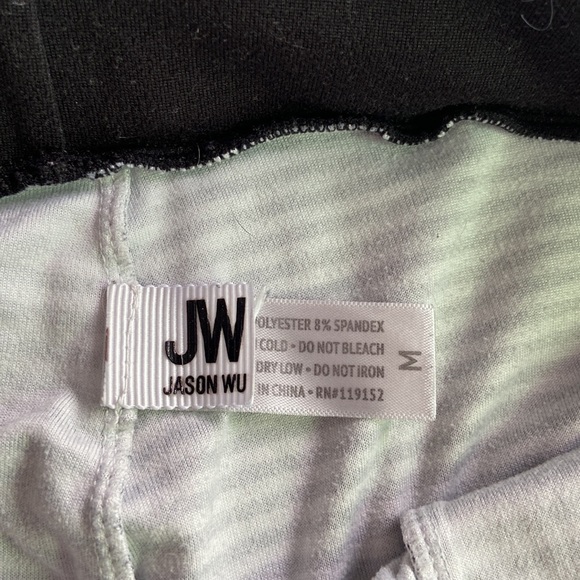 JW
JASON WU
OLYESTER 8% SPANDEX
COLD • DO NOT BLEACH
DRY LOW • DO NOT IRON
IN CHINA • RN#119152
M